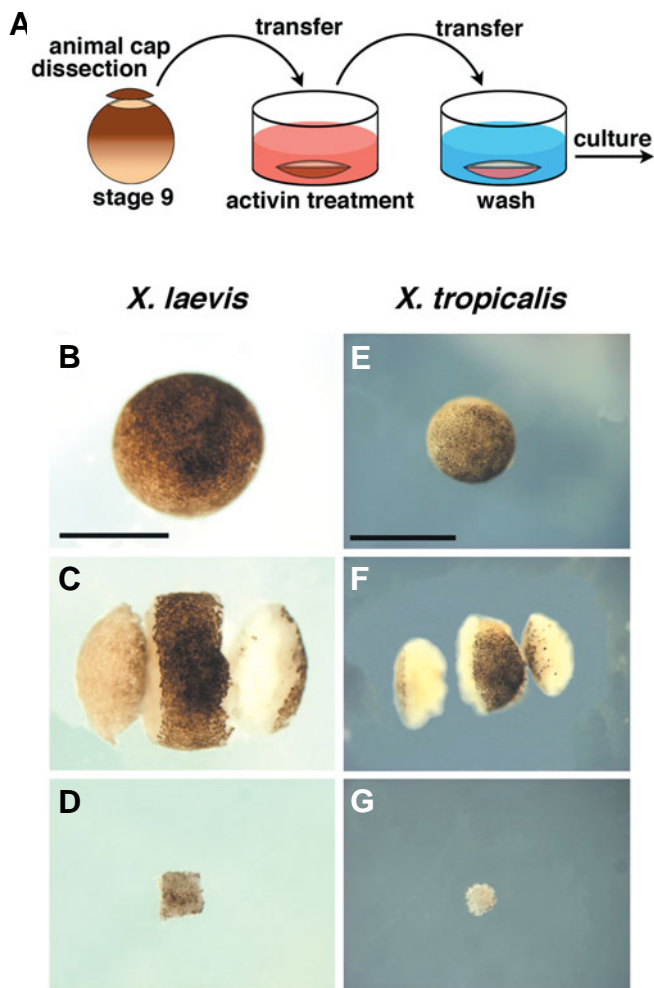 A
animal cap
dissection
transfer
transfer
culture
stage 9
activin treatment
wash
X. laevis
X. tropicalis
B
E
C
F
D
G